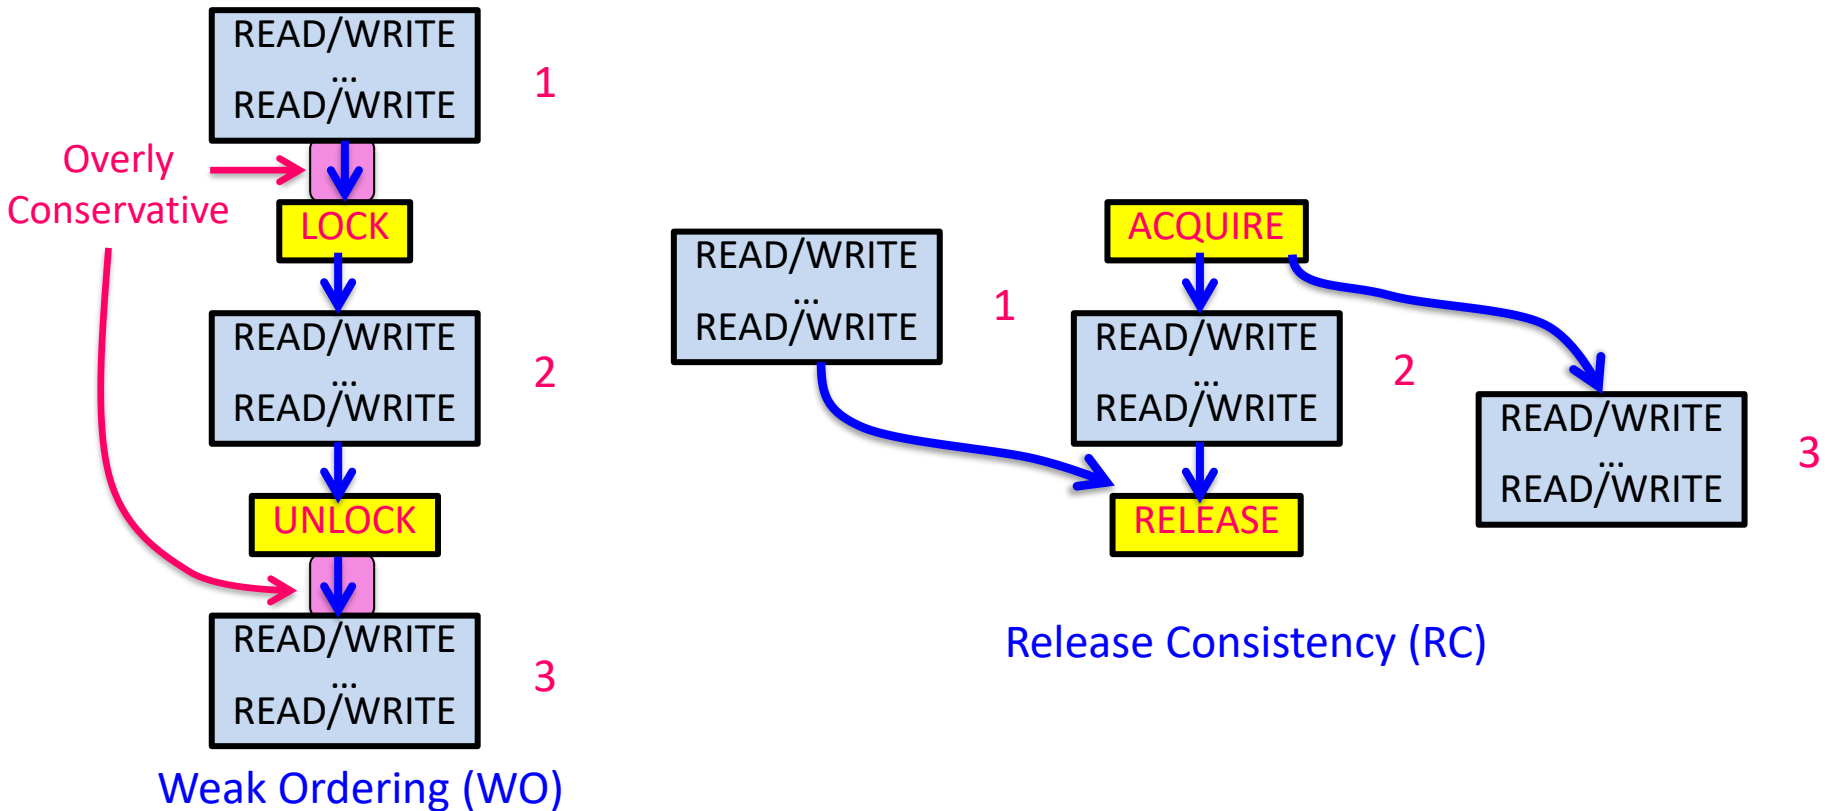 READ/WRITE
...
READ/WRITE
1
Overly
Conservative
LOCK
READ/WRITE
...
READ/WRITE
2
UNLOCK
READ/WRITE
...
READ/WRITE
3
Weak Ordering (WO)
READ/WRITE
...
READ/WRITE
1
ACQUIRE
READ/WRITE
...
READ/WRITE
2
RELEASE
READ/WRITE
...
READ/WRITE
3
Release Consistency (RC)